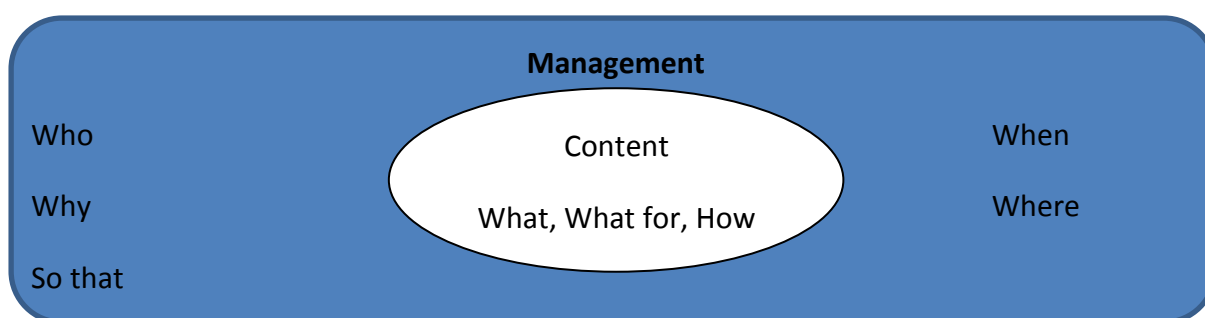 Management
Who
Content
When
Why
What, What for, How
Where
So that